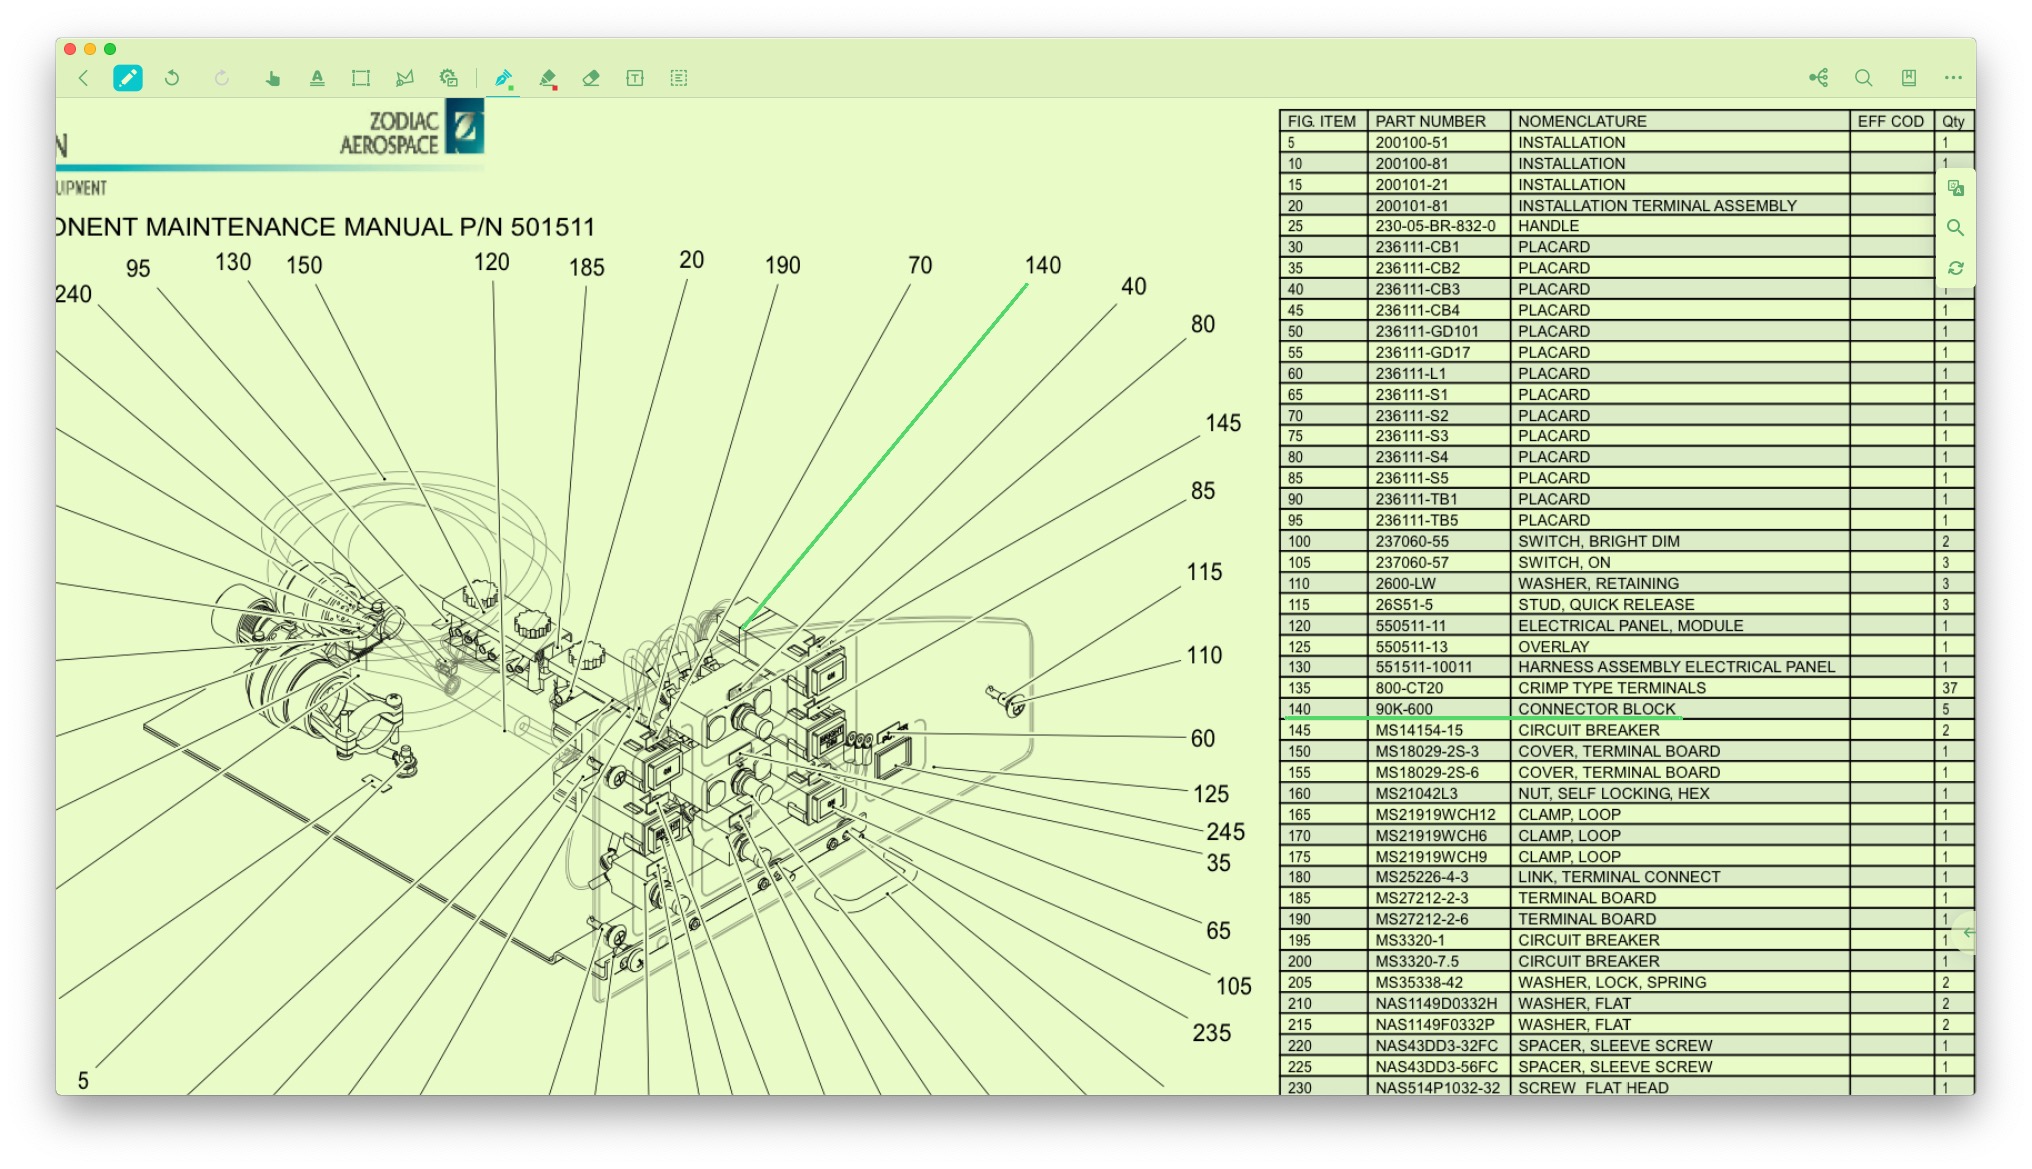 ZODIAC
AEROSPACE
N
UIPMENT
ONENT MAINTENANCE MANUAL P/N 501511
95 130 150 120 185 20 190 70 140
240 40
80
145
85
115
110
60
125
245
35
65
105
235
5
FIG. ITEM PART NUMBER NOMENCLATURE EFF COD Qty
5 200100-51 INSTALLATION 1
10 200100-81 INSTALLATION 1
15 200101-21 INSTALLATION
20 200101-81 INSTALLATION TERMINAL ASSEMBLY
25 230-05-BR-832-0 HANDLE
30 236111-CB1 PLACARD
35 236111-CB2 PLACARD
40 236111-CB3 PLACARD 1
45 236111-CB4 PLACARD 1
50 236111-GD101 PLACARD 1
55 236111-GD17 PLACARD 1
60 236111-L1 PLACARD 1
65 236111-S1 PLACARD 1
70 236111-S2 PLACARD 1
75 236111-S3 PLACARD 1
80 236111-S4 PLACARD 1
85 236111-S5 PLACARD 1
90 236111-TB1 PLACARD 1
95 236111-TB5 PLACARD 1
100 237060-55 SWITCH, BRIGHT DIM 2
105 237060-57 SWITCH, ON 3
110 2600-LW WASHER, RETAINING 3
115 26S51-5 STUD, QUICK RELEASE 3
120 550511-11 ELECTRICAL PANEL, MODULE 1
125 550511-13 OVERLAY 1
130 551511-10011 HARNESS ASSEMBLY ELECTRICAL PANEL 1
135 800-CT20 CRIMP TYPE TERMINALS 37
140 90K-600 CONNECTOR BLOCK 5
145 MS14154-15 CIRCUIT BREAKER 2
150 MS18029-2S-3 COVER, TERMINAL BOARD 1
155 MS18029-2S-6 COVER, TERMINAL BOARD 1
160 MS21042L3 NUT, SELF LOCKING, HEX 1
165 MS21919WCH12 CLAMP, LOOP 1
170 MS21919WCH6 CLAMP, LOOP 1
175 MS21919WCH9 CLAMP, LOOP 1
180 MS25226-4-3 LINK, TERMINAL CONNECT 1
185 MS27212-2-3 TERMINAL BOARD 1
190 MS27212-2-6 TERMINAL BOARD 1
195 MS3320-1 CIRCUIT BREAKER 1
200 MS3320-7.5 CIRCUIT BREAKER 1
205 MS35338-42 WASHER, LOCK, SPRING 2
210 NAS1149D0332H WASHER, FLAT 2
215 NAS1149F0332P WASHER, FLAT 2
220 NAS43DD3-32FC SPACER, SLEEVE SCREW 1
225 NAS43DD3-56FC SPACER, SLEEVE SCREW 1
230 NAS514P1032-32 SCREW FLAT HEAD 1